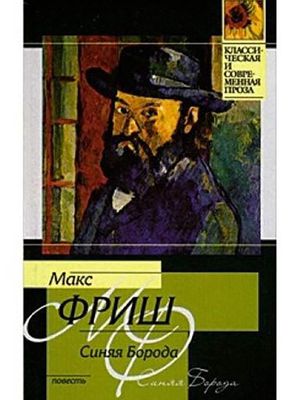 КЛАССИ-
ЧЕСКАЯ И
СОВРЕ-
МЕННАЯ
ПРОЗА
Макс
ФРИШ
Синяя Борода
повесть
Синяя Борода